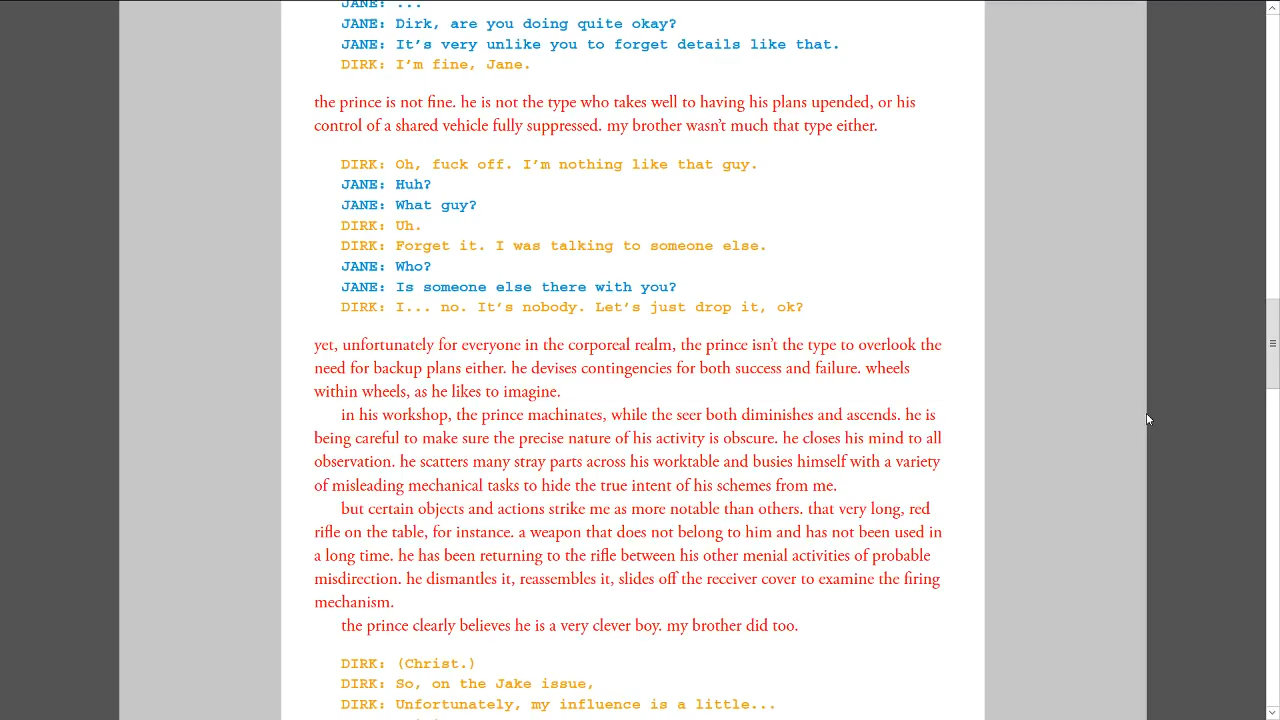 JANE: ...
JANE: Dirk, are you doing quite okay?
JANE: It’s very unlike you to forget details like that.
DIRK: I’m fine, Jane.
the prince is not fine. he is not the type who takes well to having his plans upended, or his
control of a shared vehicle fully suppressed. my brother wasn’t much that type either.
DIRK: Oh, fuck off. I’m nothing like that guy.
JANE: Huh?
JANE: What guy?
DIRK: Uh.
DIRK: Forget it. I was talking to someone else.
JANE: Who?
JANE: Is someone else there with you?
DIRK: I... no. It’s nobody. Let’s just drop it, ok?
yet, unfortunately for everyone in the corporeal realm, the prince isn’t the type to overlook the
need for backup plans either. he devises contingencies for both success and failure. wheels
within wheels, as he likes to imagine.
in his workshop, the prince machinates, while the seer both diminishes and ascends. he is
being careful to make sure the precise nature of his activity is obscure. he closes his mind to all
observation. he scatters many stray parts across his worktable and busies himself with a variety
of misleading mechanical tasks to hide the true intent of his schemes from me.
but certain objects and actions strike me as more notable than others. that very long, red
rifle on the table, for instance. a weapon that does not belong to him and has not been used in
a long time. he has been returning to the rifle between his other menial activities of probable
misdirection. he dismantles it, reassembles it, slides off the receiver cover to examine the firing
mechanism.
the prince clearly believes he is a very clever boy. my brother did too.
DIRK: (Christ.)
DIRK: So, on the Jake issue,
DIRK: Unfortunately, my influence is a little...